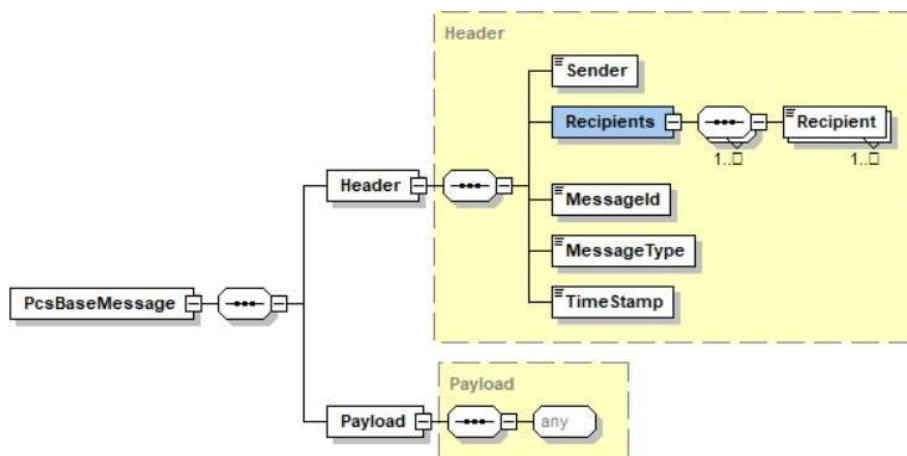 Header
Sender
Recipients
Recipient
1..□
1..□
Header
MessageId
MessageType
PcsBaseMessage
TimeStamp
Payload
Payload
any